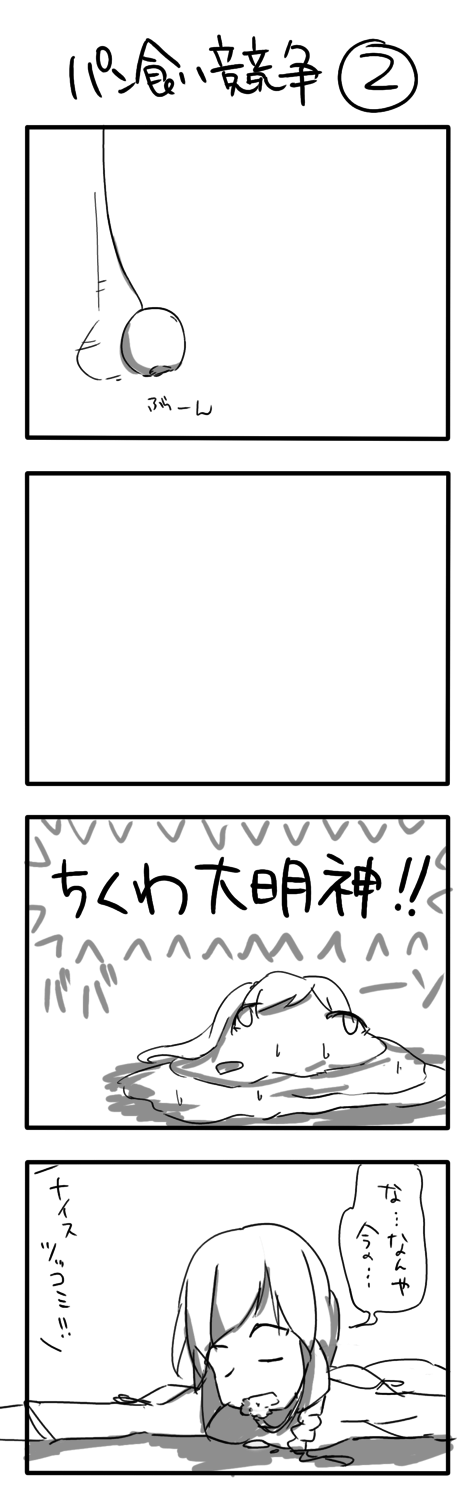 パン食い競争②
ぶーん
ちくわ大明神!!
ババーン
な…なんや
今の…
ナイス
ツッコミ!!